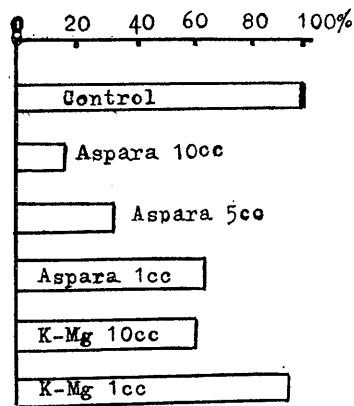 0 20 40 60 80 100%
Control
Aspara 10cc
Aspara 5cc
Aspara 1cc
K-Mg 10cc
K-Mg 1cc